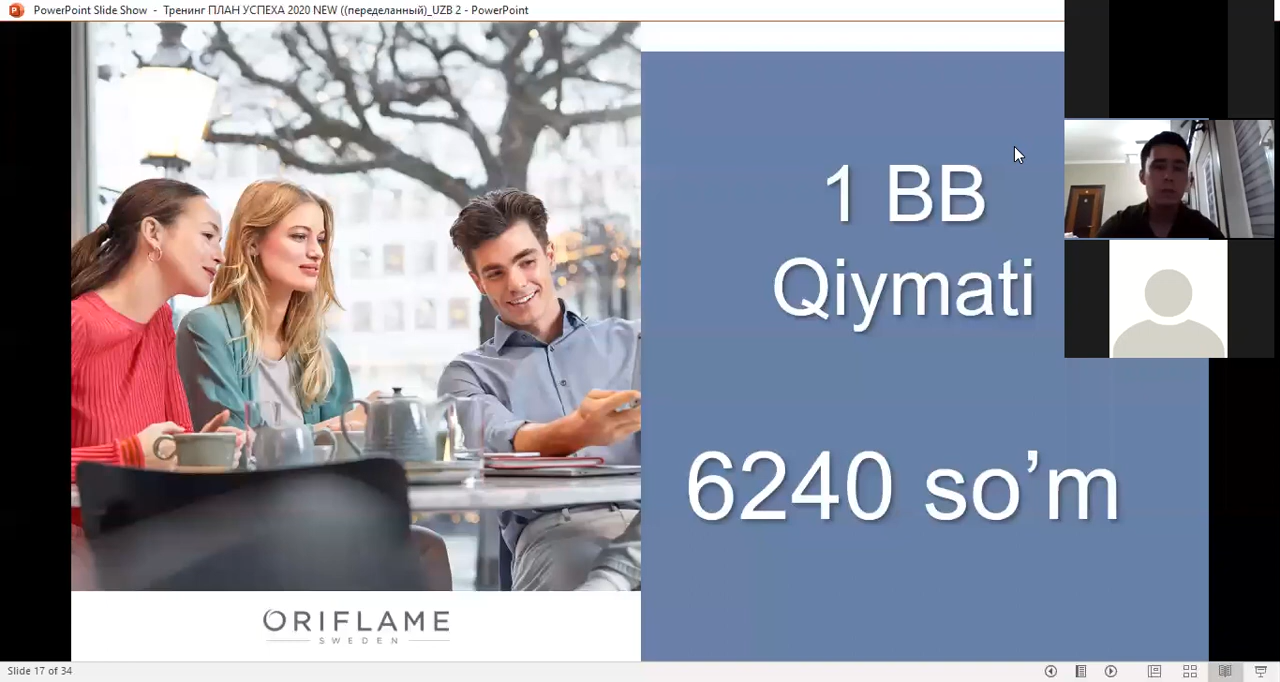 PowerPoint Slide Show - Тренинг ПЛАН УСПЕХА 2020 NEW ((переделанный)_UZB 2 - PowerPoint
1 BB
Qiymati
6240 so’m
ORIFLAME
SWEDEN
Slide 17 of 34